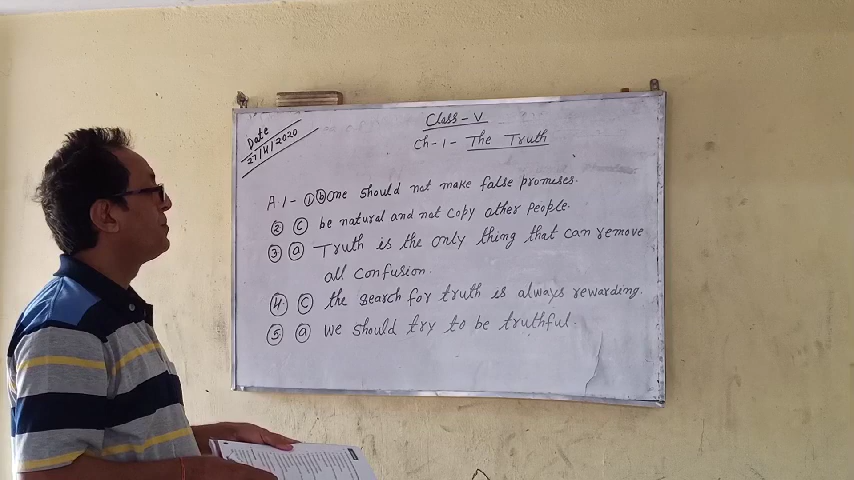 Date
27/4/2020
Class - V
Ch - 1 - The Truth
A 1 - ① ⓑ One should not make false promises.
② ⓒ be natural and not copy other people.
③ ⓐ Truth is the only thing that can remove
all confusion.
④ ⓒ the search for truth is always rewarding.
⑤ ⓐ we should try to be truthful.